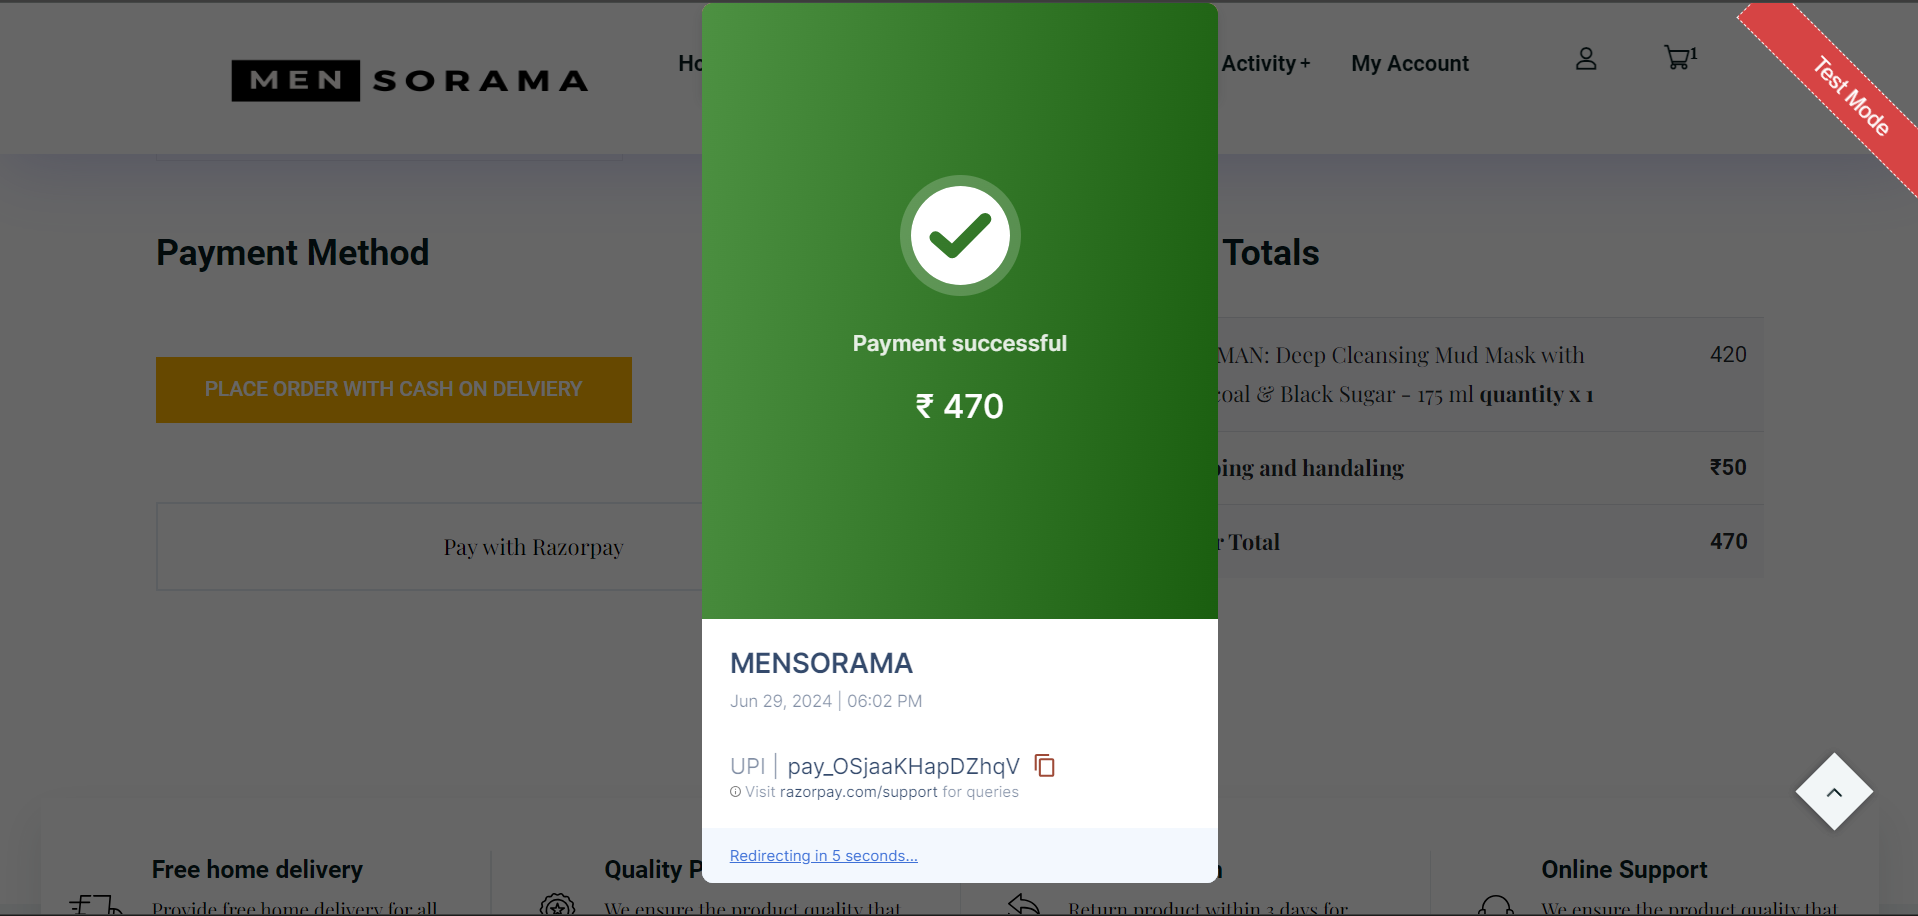 MEN SORAMA
Activity +
My Account
1
Test Mode
Payment Method
Totals
PLACE ORDER WITH CASH ON DELVIERY
Pay with Razorpay
MAN: Deep Cleansing Mud Mask with
420
& Black Sugar - 175 ml quantity x 1
and handaling
₹50
Total
470
Payment successful
₹ 470
MENSORAMA
Jun 29, 2024 | 06:02 PM
UPI | pay_OSjaaKHapDZhqV
Visit razorpay.com/support for queries
Redirecting in 5 seconds...
Free home delivery
Quality
Online Support
Provide free home delivery for all
We ensure the product quality that
Return product within 3 days for
We ensure the product quality that